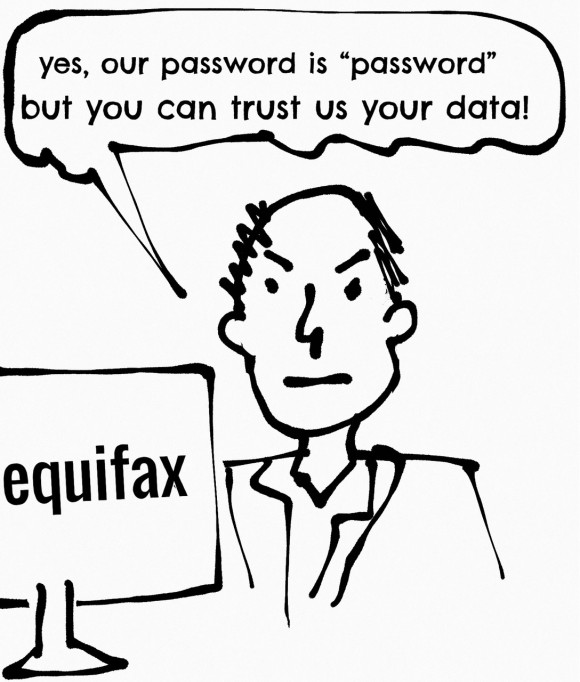 yes, our password is “password”
but you can trust us your data!
equifax